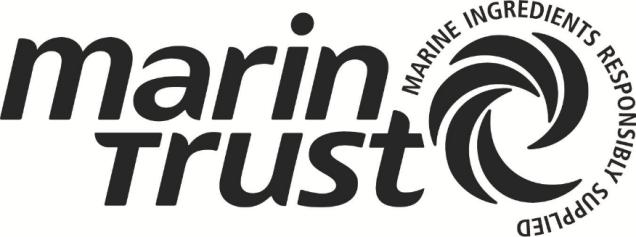 marin
Trust
MARINE INGREDIENTS RESPONSIBLY SUPPLIED